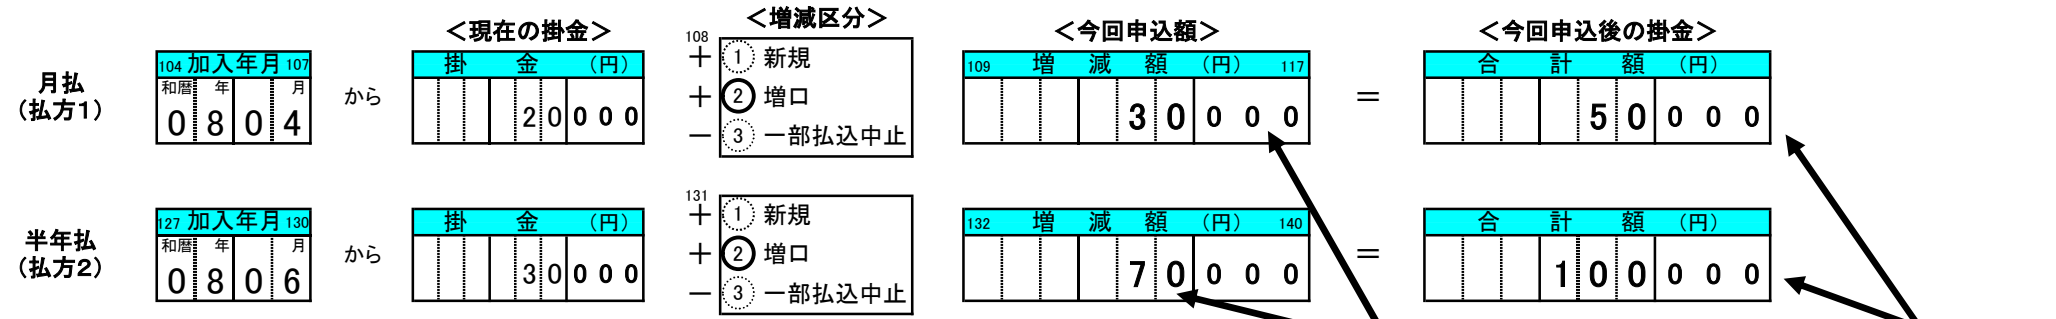 ＜現在の掛金＞ ＜増減区分＞ ＜今回申込額＞ ＜今回申込後の掛金＞
月払
（払方1）
104 加入年月 107
和暦 年 月
0 8 0 4
から
掛 金 （円）
2 0 0 0 0
108
＋ 1 新規
＋ 2 増口
－ 3 一部払込中止
109 増 減 額 （円） 117
3 0 0 0 0
＝
合 計 額 （円）
5 0 0 0 0
半年払
（払方2）
127 加入年月 130
和暦 年 月
0 8 0 6
から
掛 金 （円）
3 0 0 0 0
131
＋ 1 新規
＋ 2 増口
－ 3 一部払込中止
132 増 減 額 （円） 140
7 0 0 0 0
＝
合 計 額 （円）
1 0 0 0 0 0